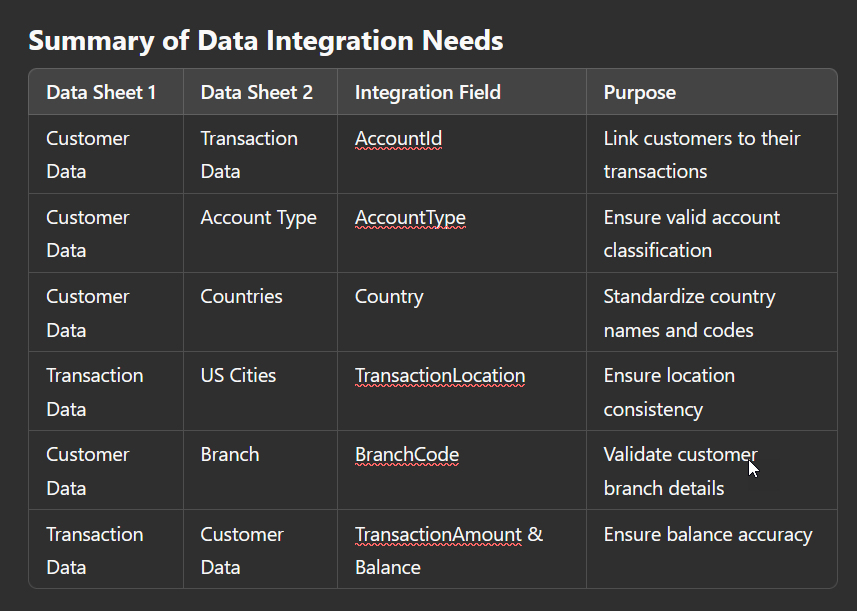 Summary of Data Integration Needs
Data Sheet 1 Data Sheet 2 Integration Field Purpose
Customer Transaction AccountId Link customers to their
Data Data transactions
Customer Account Type AccountType Ensure valid account
Data classification
Customer Countries Country Standardize country
Data names and codes
Transaction US Cities TransactionLocation Ensure location
Data consistency
Customer Branch BranchCode Validate customer
Data branch details
Transaction Customer TransactionAmount & Ensure balance accuracy
Data Data Balance